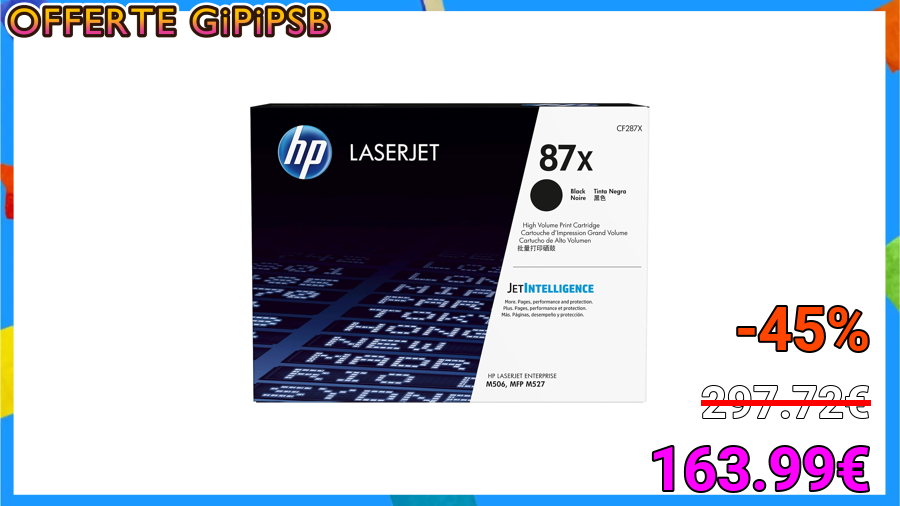 OFFERTE GiPiPSB
CF287X
hp LASERJET
87X
Black Tinta Negra
Noire 黑色
High Volume Print Cartridge
Cartouche d'Impression Grand Volume
Cartucho de Alto Volumen
JETINTELLIGENCE
More. Pages, performance and protection.
Plus. Pages, performance et protection.
Más. Páginas, desempeño y protección.
HP LASERJET ENTERPRISE
M506, MFP M527
-45%
297.72€
163.99€